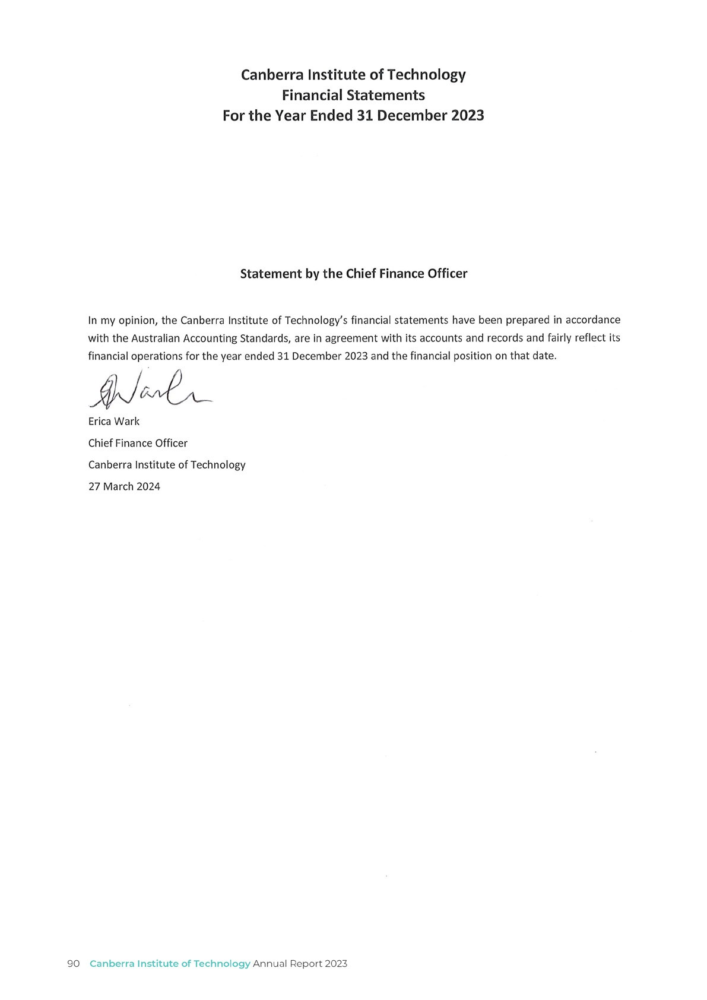 Canberra Institute of Technology
Financial Statements
For the Year Ended 31 December 2023
Statement by the Chief Finance Officer
In my opinion, the Canberra Institute of Technology's financial statements have been prepared in accordance
with the Australian Accounting Standards, are in agreement with its accounts and records and fairly reflect its
financial operations for the year ended 31 December 2023 and the financial position on that date.
EWark
Erica Wark
Chief Finance Officer
Canberra Institute of Technology
27 March 2024
90 Canberra Institute of Technology Annual Report 2023